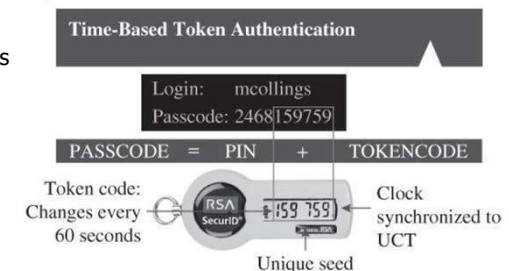 s
Time-Based Token Authentication
Login: mcollings
Passcode: 2468159759
PASSCODE = PIN + TOKENCODE
Token code:
Changes every
60 seconds
RSA
SecurID®
159 759
Clock
synchronized to
UCT
Unique seed